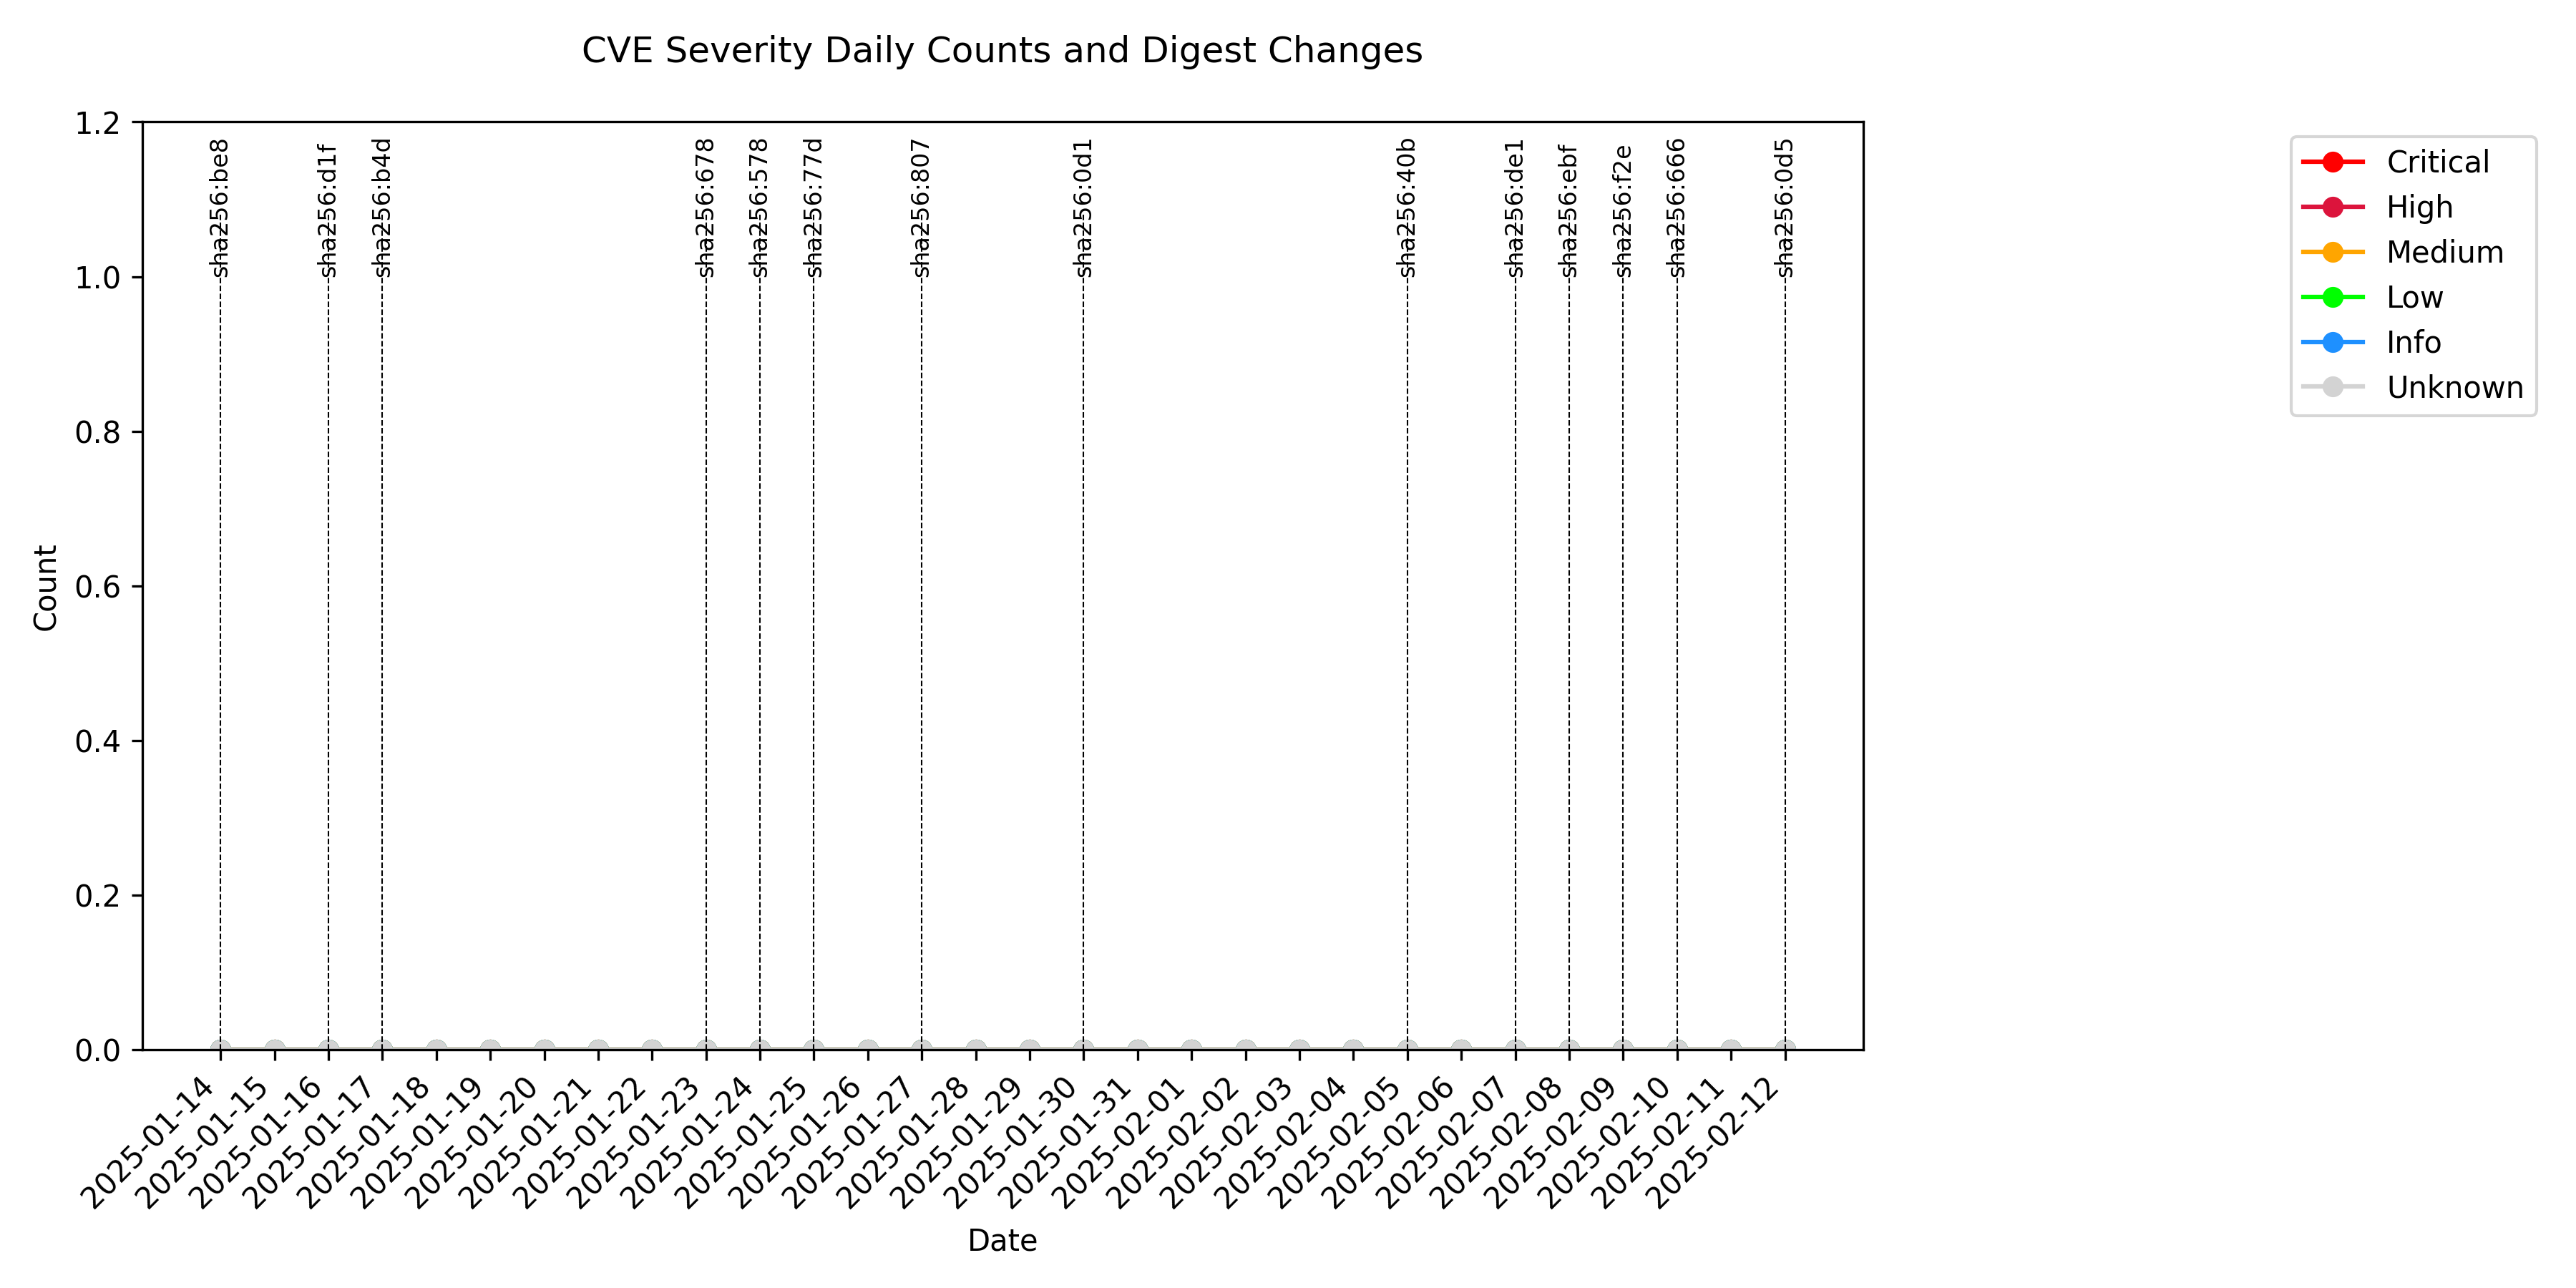 CVE Severity Daily Counts and Digest Changes
1.2
1.0
0.8
0.6
0.4
0.2
0.0
Count
sha256:be8
sha256:d1f
sha256:b4d
sha256:678
sha256:578
sha256:77d
sha256:807
sha256:0d1
sha256:40b
sha256:de1
sha256:ebf
sha256:f2e
sha256:666
sha256:0d5
2025-01-14
2025-01-15
2025-01-16
2025-01-17
2025-01-18
2025-01-19
2025-01-20
2025-01-21
2025-01-22
2025-01-23
2025-01-24
2025-01-25
2025-01-26
2025-01-27
2025-01-28
2025-01-29
2025-01-30
2025-01-31
2025-02-01
2025-02-02
2025-02-03
2025-02-04
2025-02-05
2025-02-06
2025-02-07
2025-02-08
2025-02-09
2025-02-10
2025-02-11
2025-02-12
Date
Critical
High
Medium
Low
Info
Unknown